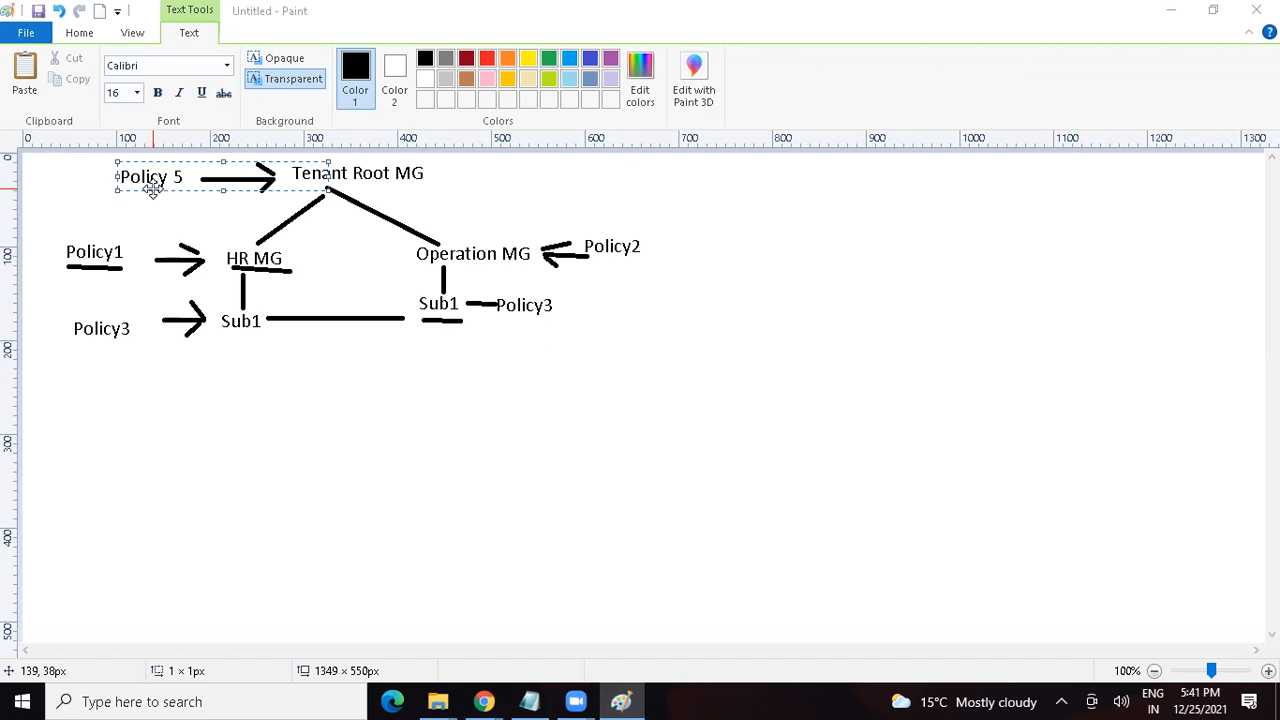 Text Tools
Untitled - Paint
File
Home
View
Text
Paste
Cut
Copy
Clipboard
Calibri
16
B I U abc
Font
Opaque
Transparent
Background
Color 1
Color 2
Edit colors
Edit with Paint 3D
Colors
0 100 200 300 400 500 600 700 800 900 1000 1100 1200 1300
0
100
200
300
400
500
Policy 5
Tenant Root MG
Policy1
HR MG
Operation MG
Policy2
Sub1
Policy3
Policy3
Sub1
139, 38px
1 × 1px
1349 × 550px
100%
Type here to search
15°C Mostly cloudy
ENG
IN
5:41 PM
12/25/2021